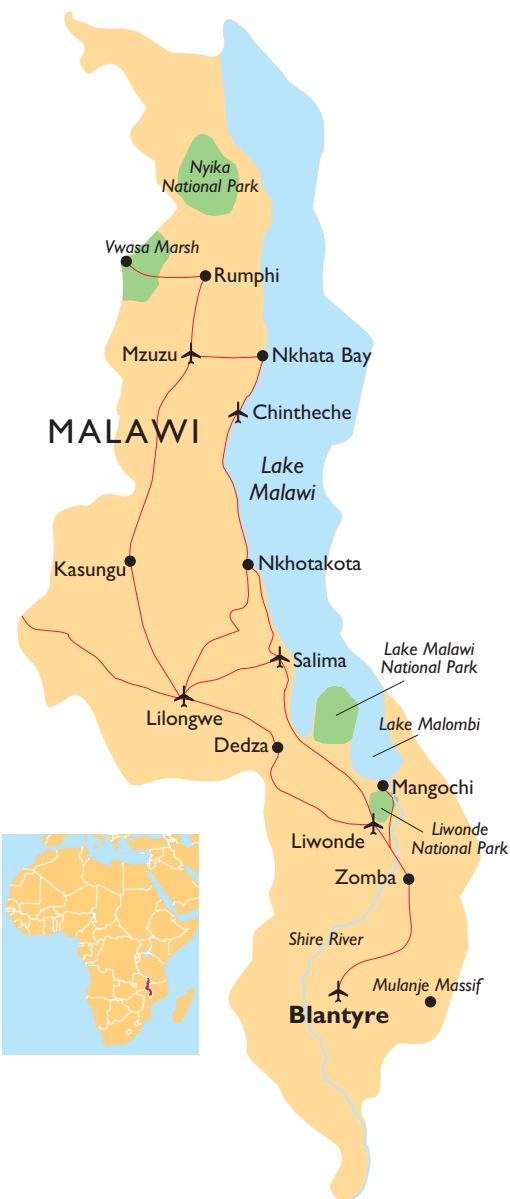 Nyika
National Park
Vwasa Marsh
Rumphi
Mzuzu
Nkhata Bay
Chintheche
MALAWI
Lake
Malawi
Kasungu
Nkhotakota
Salima
Lake Malawi
National Park
Lilongwe
Lake Malombi
Dedza
Mangochi
Liwonde
Liwonde
National Park
Zomba
Shire River
Mulanje Massif
Blantyre